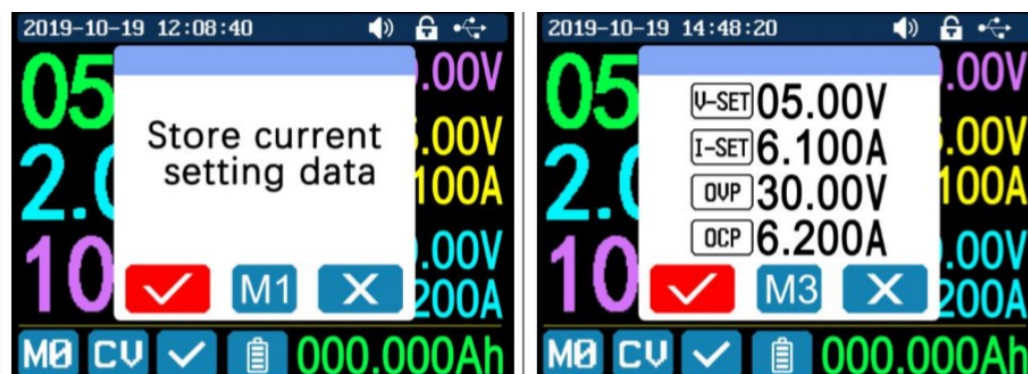 2019-10-19 12:08:40
05
.00V
Store current
setting data
.00V
2.0
100A
10
.00V
M1
200A
M0 CV 000.000Ah
2019-10-19 14:48:20
05
.00V
V-SET 05.00V
I-SET 6.100A
.00V
2.0
100A
OVP 30.00V
OCP 6.200A
10
.00V
M3
200A
M0 CV 000.000Ah